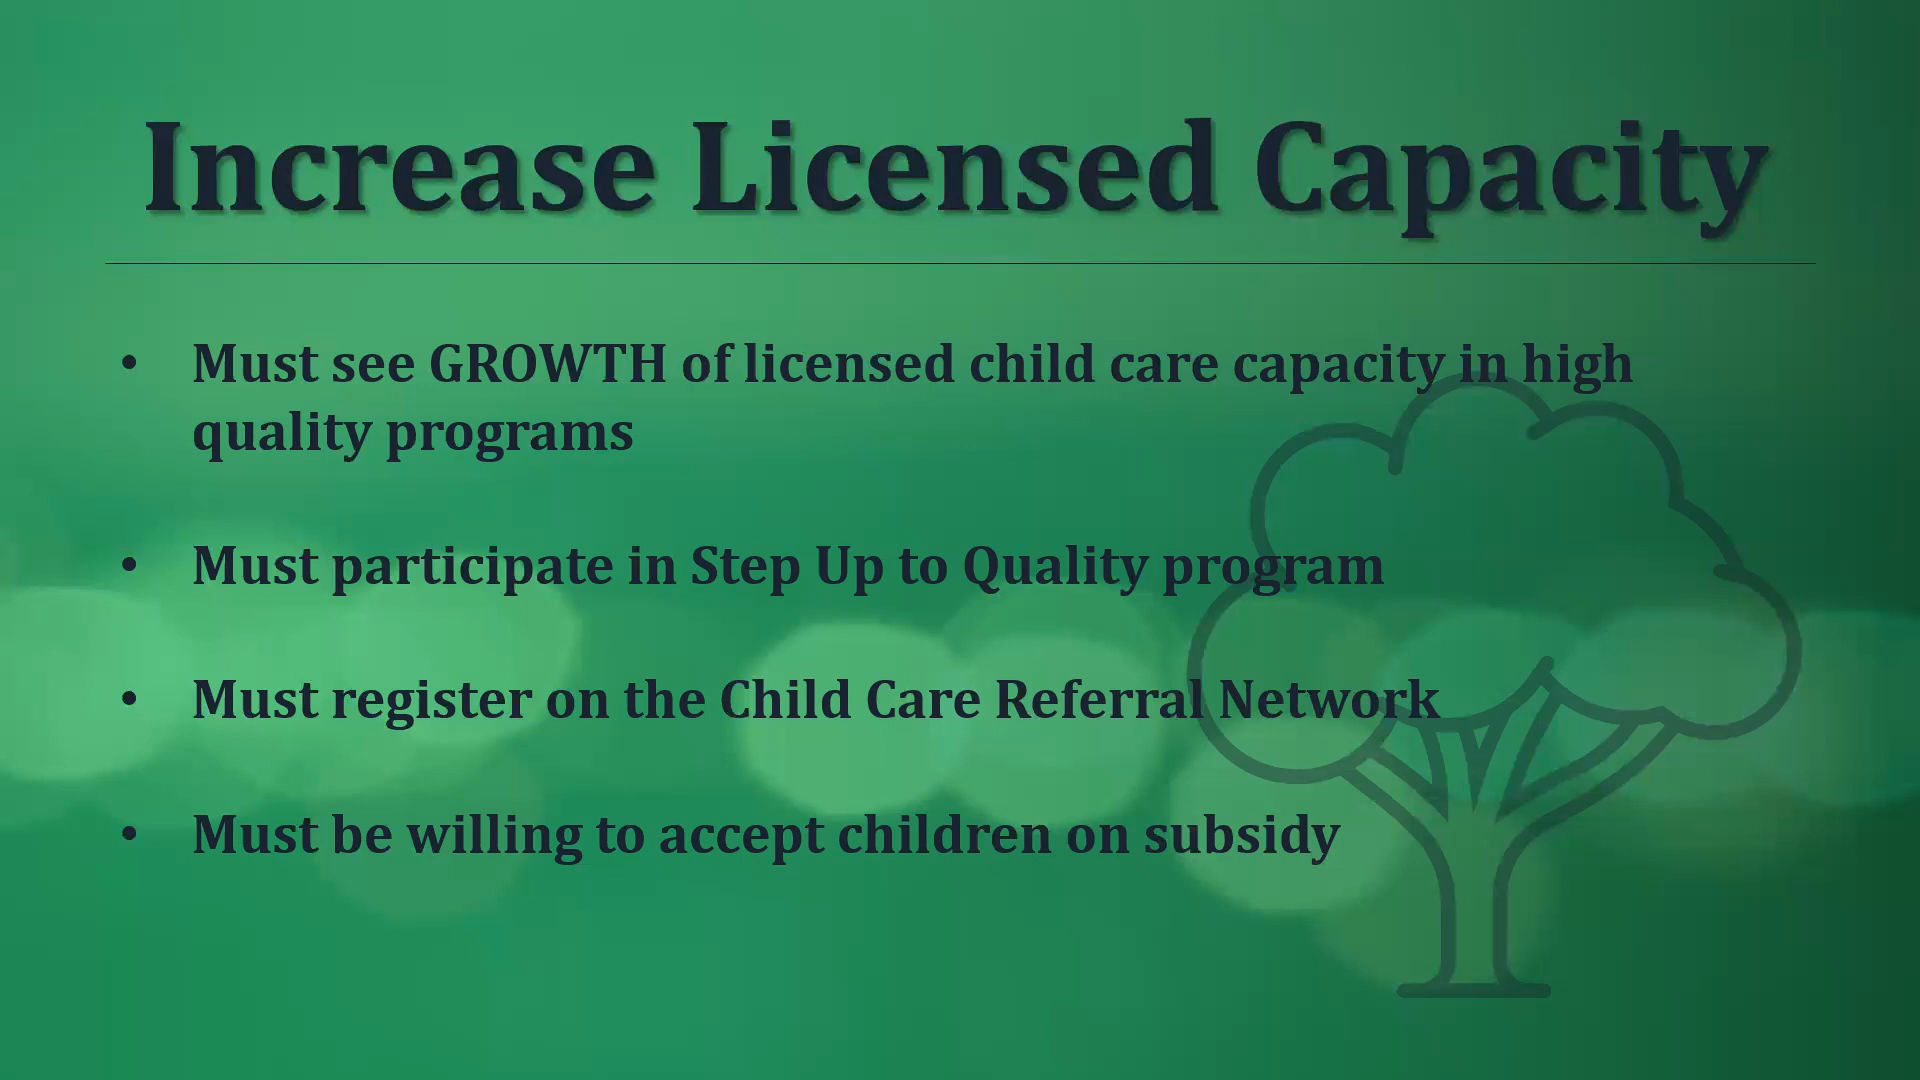 Increase Licensed Capacity
• Must see GROWTH of licensed child care capacity in high
quality programs
• Must participate in Step Up to Quality program
• Must register on the Child Care Referral Network
• Must be willing to accept children on subsidy